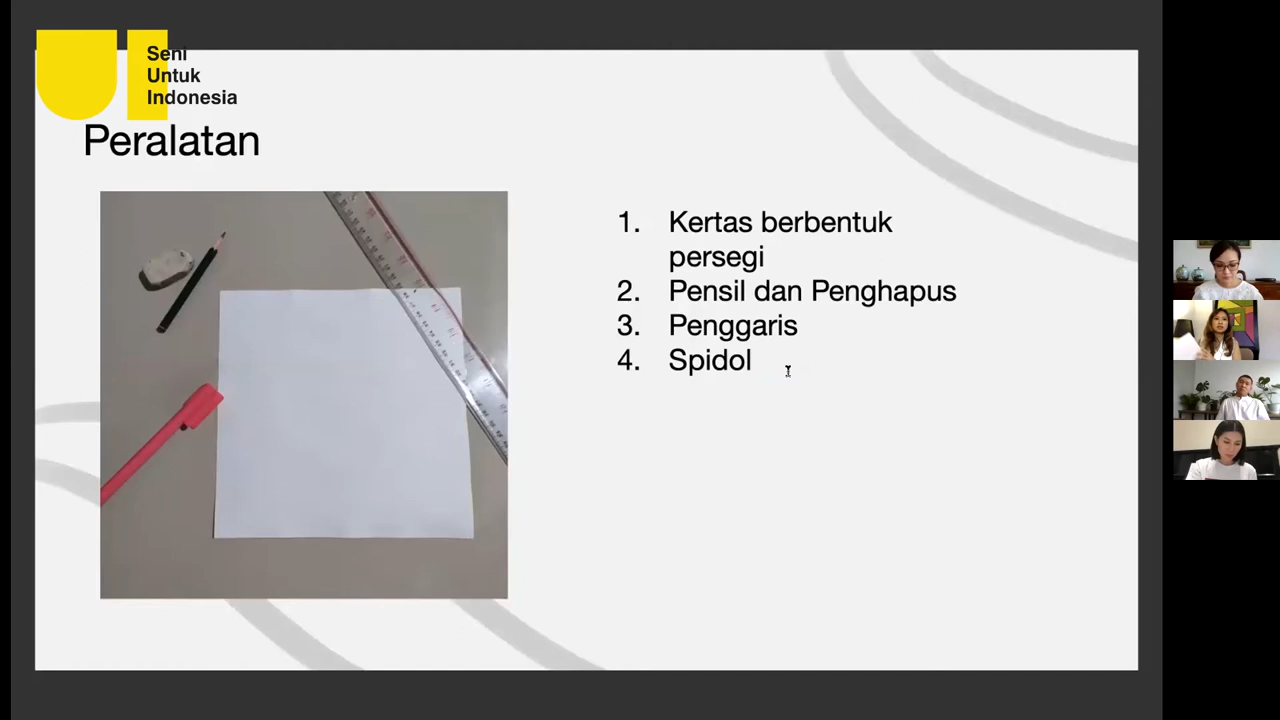 Seni
Untuk
Indonesia
Peralatan
1. Kertas berbentuk
persegi
2. Pensil dan Penghapus
3. Penggaris
4. Spidol